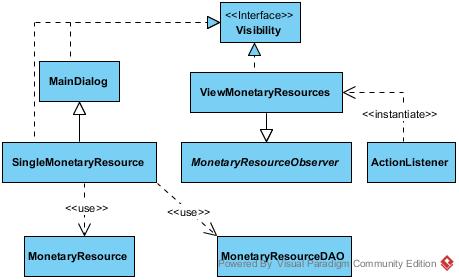 <<Interface>>
Visibility
MainDialog
ViewMonetaryResources
<<instantiate>>
SingleMonetaryResource
MonetaryResourceObserver
ActionListener
<<use>>
<<use>>
MonetaryResource
MonetaryResourceDAO
Powered By Visual Paradigm Community Edition